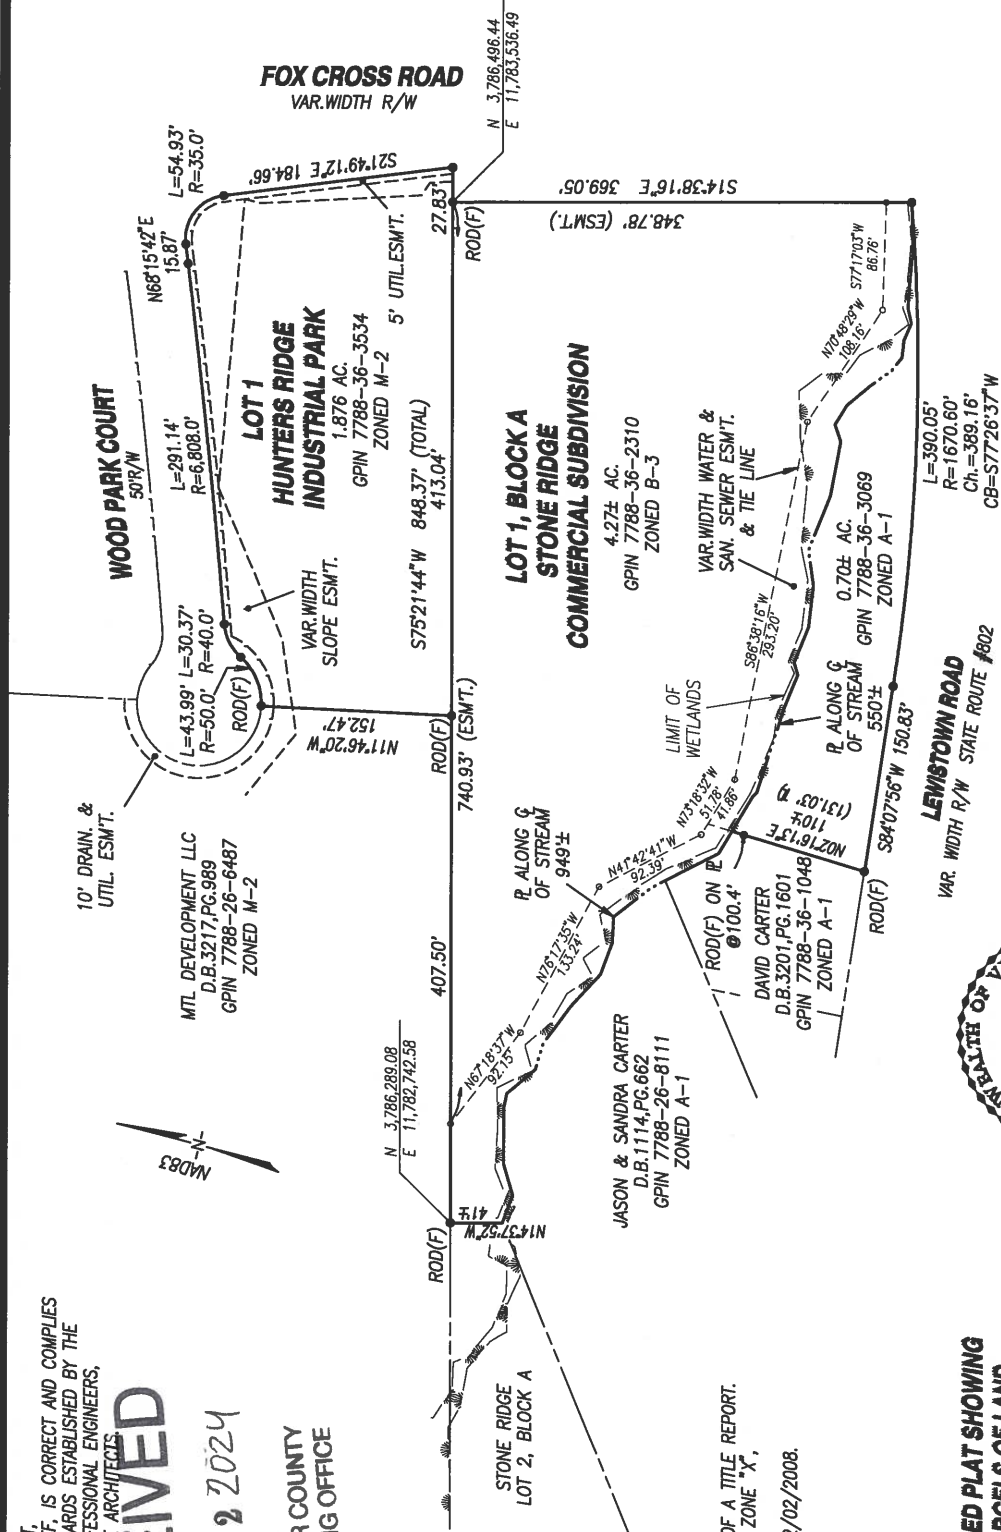 FOX CROSS ROAD
VAR.WIDTH R/W
N 3,786,496.44
E 11,783,536.49
L=54.93'
R=35.0'
S21°49'12"E 184.66'
N68°15'42"E
15.87'
27.83'
ROD(F)
5' UTIL.ESM'T.
S14°38'16"E 369.05'
348.78' (ESM'T.)
WOOD PARK COURT
50'R/W
L=291.14'
R=6,808.0'
LOT 1
HUNTERS RIDGE
INDUSTRIAL PARK
1.876 AC.
GPIN 7788-36-3534
ZONED M-2
S75°21'44"W 848.37' (TOTAL)
413.04'
VAR.WIDTH
SLOPE ESM'T.
L=43.99' L=30.37'
R=50.0' R=40.0'
ROD(F)
N11°46'20"W
152.47'
ROD(F)
740.93' (ESM'T.)
10' DRAIN. &
UTIL. ESM'T.
MTL DEVELOPMENT LLC
D.B.3217,PG.989
GPIN 7788-26-6487
ZONED M-2
407.50'
LOT 1, BLOCK A
STONE RIDGE
COMMERCIAL SUBDIVISION
4.27± AC.
GPIN 7788-36-2310
ZONED B-3
VAR.WIDTH WATER &
SAN. SEWER ESM'T.
& TIE LINE
S77°17'03"W
86.76'
N70°48'29"W
108.16'
S86°38'16"W
293.20'
LIMIT OF
WETLANDS
N73°18'32"W
51.78'
41.86'
N41°42'41"W
92.39'
N76°17'35"W
133.24'
N67°18'37"W
92.15'
PL ALONG CL
OF STREAM
949'±
PL ALONG CL
OF STREAM
550'±
0.70± AC.
GPIN 7788-36-3069
ZONED A-1
L=390.05'
R=1670.60'
Ch.=389.16'
CB=S77°26'37"W
N02°16'13"E
110'±
S84°07'56"W 150.83'
LEWISTOWN ROAD
VAR. WIDTH R/W STATE ROUTE #802
ROD(F) ON PL
@100.4'
ROD(F)
DAVID CARTER
D.B.3201,PG.1601
GPIN 7788-36-1048
ZONED A-1
JASON & SANDRA CARTER
D.B.1114,PG.662
GPIN 7788-26-8111
ZONED A-1
N 3,786,289.08
E 11,782,742.58
NAD83
-N-
ROD(F)
N14°37'52"W
41'±
STONE RIDGE
LOT 2, BLOCK A
IS CORRECT AND COMPLIES
ARDS ESTABLISHED BY THE
ESSIONAL ENGINEERS,
ARCHITECTS
IVED
2 2024
R COUNTY
NG OFFICE
OF A TITLE REPORT.
ZONE "X",
/02/2008.
ED PLAT SHOWING
OF LAND
WEALTH OF